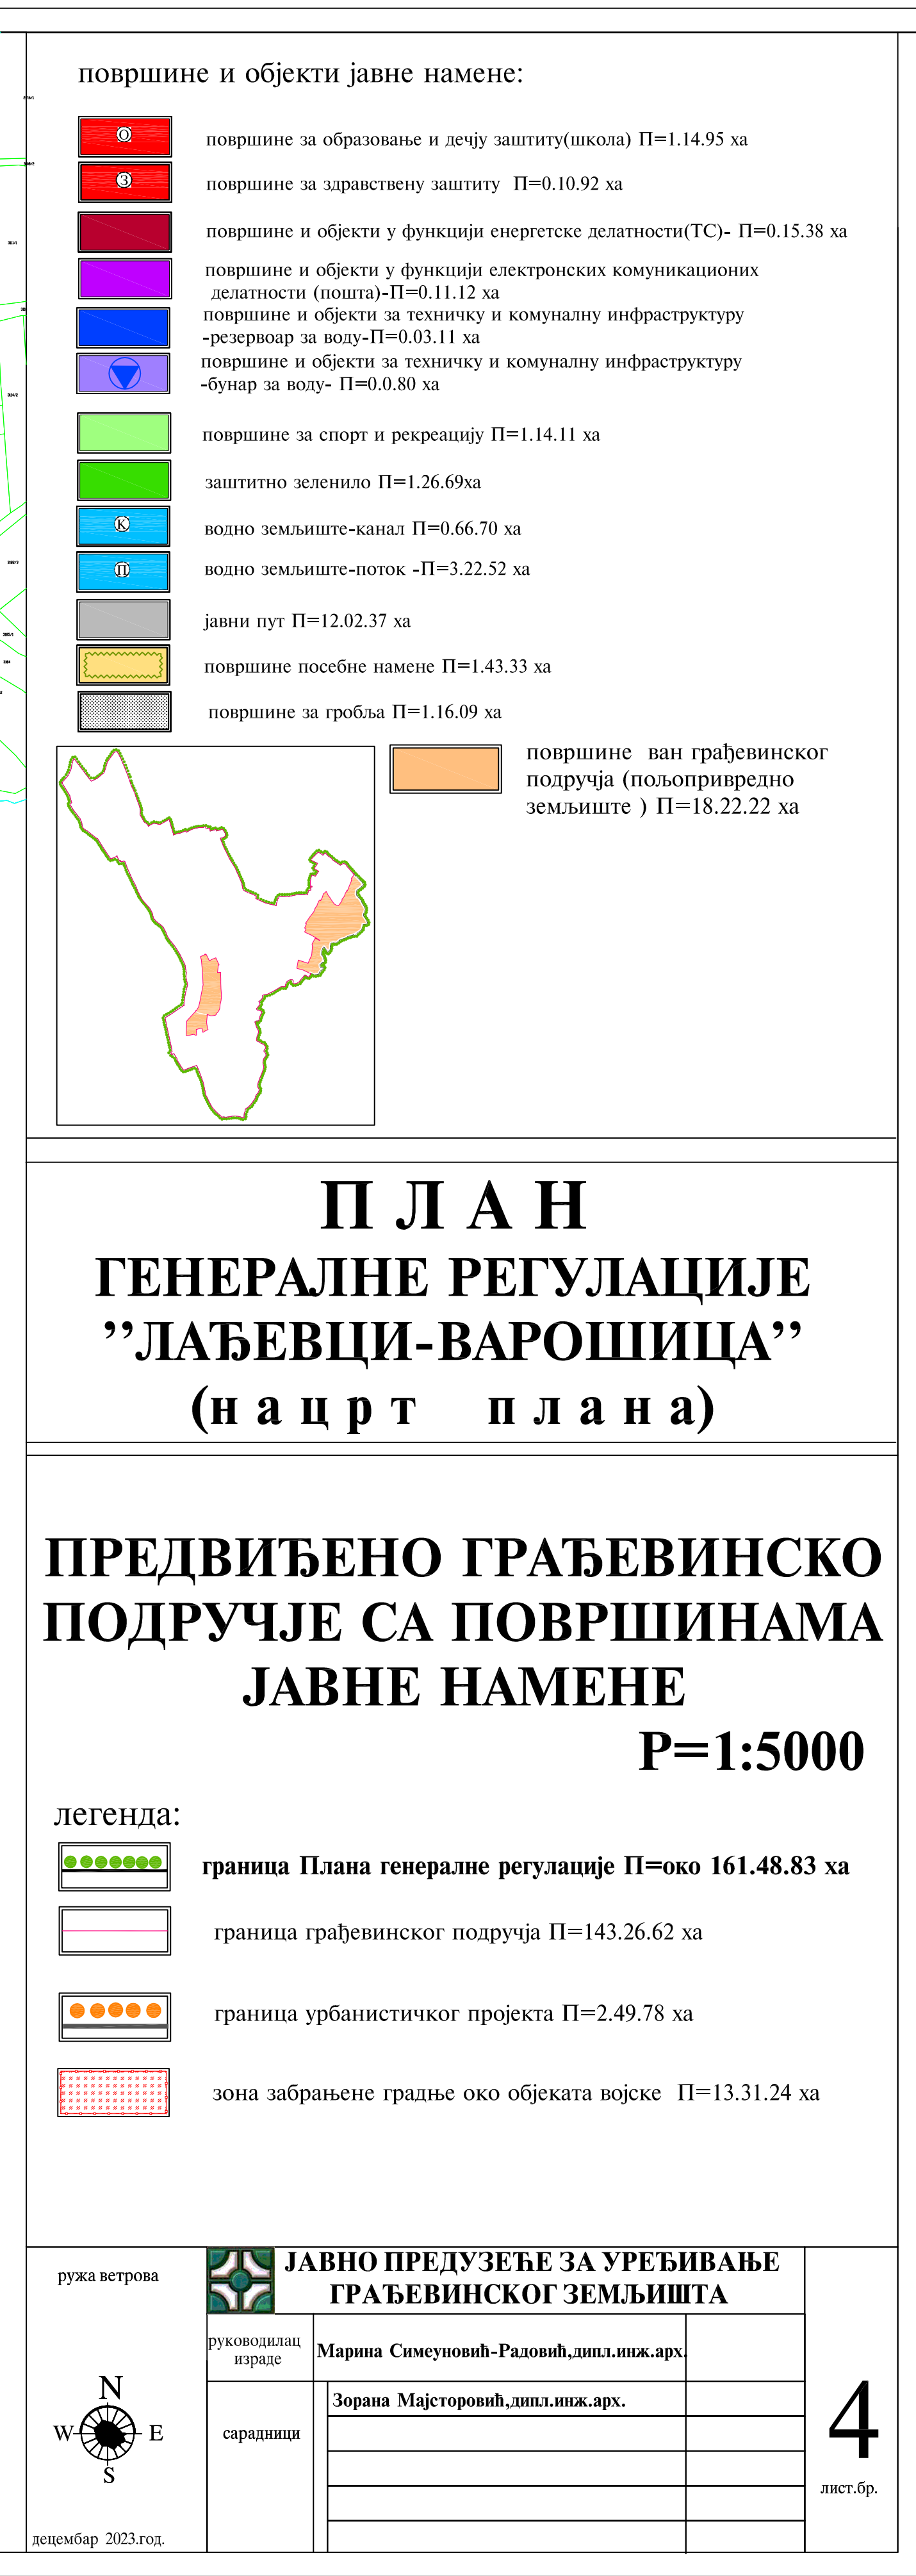 површине и објекти јавне намене:
О
површине за образовање и дечју заштиту(школа) П=1.14.95 ха
З
површине за здравствену заштиту П=0.10.92 ха
површине и објекти у функцији енергетске делатности(ТС)- П=0.15.38 ха
површине и објекти у функцији електронских комуникационих
делатности (пошта)-П=0.11.12 ха
површине и објекти за техничку и комуналну инфраструктуру
-резервоар за воду-П=0.03.11 ха
површине и објекти за техничку и комуналну инфраструктуру
-бунар за воду- П=0.0.80 ха
површине за спорт и рекреацију П=1.14.11 ха
заштитно зеленило П=1.26.69ха
К
водно земљиште-канал П=0.66.70 ха
П
водно земљиште-поток -П=3.22.52 ха
јавни пут П=12.02.37 ха
површине посебне намене П=1.43.33 ха
површине за гробља П=1.16.09 ха
површине ван грађевинског
подручја (пољопривредно
земљиште ) П=18.22.22 ха
П Л А Н
ГЕНЕРАЛНЕ РЕГУЛАЦИЈЕ
’’ЛАЂЕВЦИ-ВАРОШИЦА’’
(н а ц р т п л а н а)
ПРЕДВИЂЕНО ГРАЂЕВИНСКО
ПОДРУЧЈЕ СА ПОВРШИНАМА
ЈАВНЕ НАМЕНЕ
Р=1:5000
легенда:
граница Плана генералне регулације П=око 161.48.83 ха
граница грађевинског подручја П=143.26.62 ха
граница урбанистичког пројекта П=2.49.78 ха
зона забрањене градње око објеката војске П=13.31.24 ха
ружа ветрова
ЈАВНО ПРЕДУЗЕЋЕ ЗА УРЕЂИВАЊЕ
ГРАЂЕВИНСКОГ ЗЕМЉИШТА
руководилац
израде
Марина Симеуновић-Радовић,дипл.инж.арх.
Зорана Мајсторовић,дипл.инж.арх.
сарадници
N
W E
S
4
лист.бр.
децембар 2023.год.